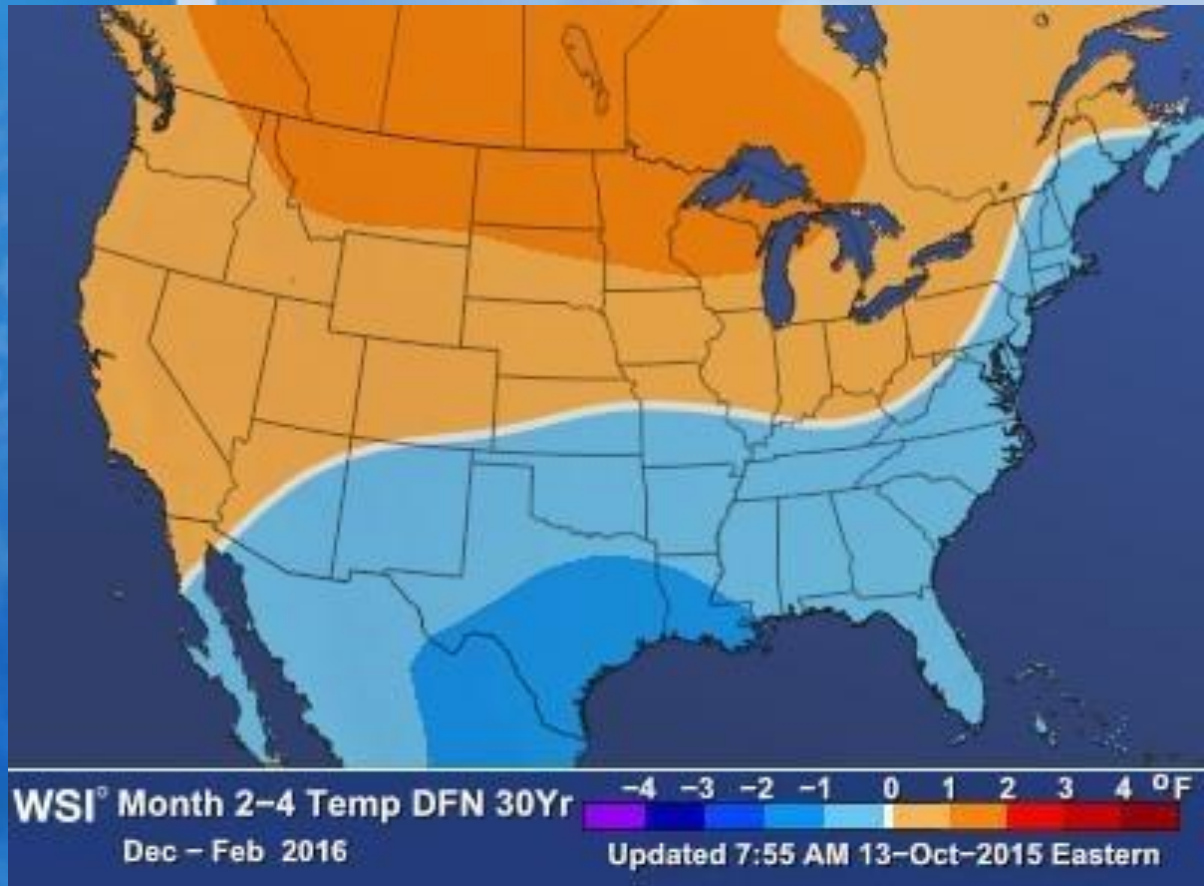 WSI° Month 2-4 Temp DFN 30Yr
Dec - Feb 2016
-4 -3 -2 -1 0 1 2 3 4 °F
Updated 7:55 AM 13-Oct-2015 Eastern